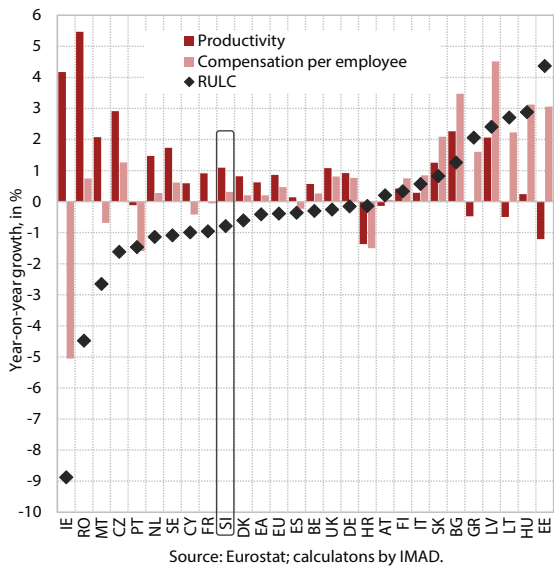 6
5
4
3
2
1
0
-1
-2
-3
-4
-5
-6
-7
-8
-9
-10
Year-on-year growth, in %
Productivity
Compensation per employee
RULC
IE RO MT CZ PT NL SE CY FR SI DK EA EU ES BE UK DE HR AT FI IT SK BG GR LV LT HU EE
Source: Eurostat; calculatons by IMAD.